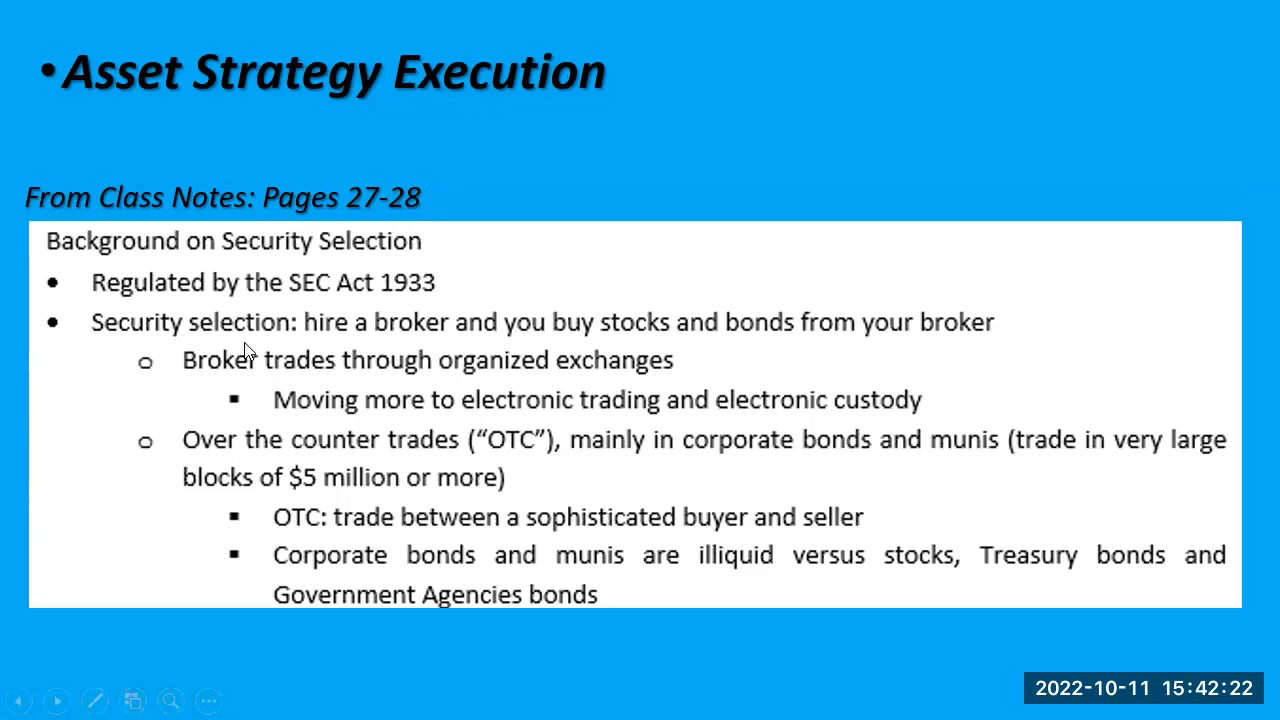 •Asset Strategy Execution
From Class Notes: Pages 27-28
Background on Security Selection
• Regulated by the SEC Act 1933
• Security selection: hire a broker and you buy stocks and bonds from your broker
o Broker trades through organized exchanges
▪ Moving more to electronic trading and electronic custody
o Over the counter trades (“OTC”), mainly in corporate bonds and munis (trade in very large
blocks of $5 million or more)
▪ OTC: trade between a sophisticated buyer and seller
▪ Corporate bonds and munis are illiquid versus stocks, Treasury bonds and
Government Agencies bonds
2022-10-11 15:42:22